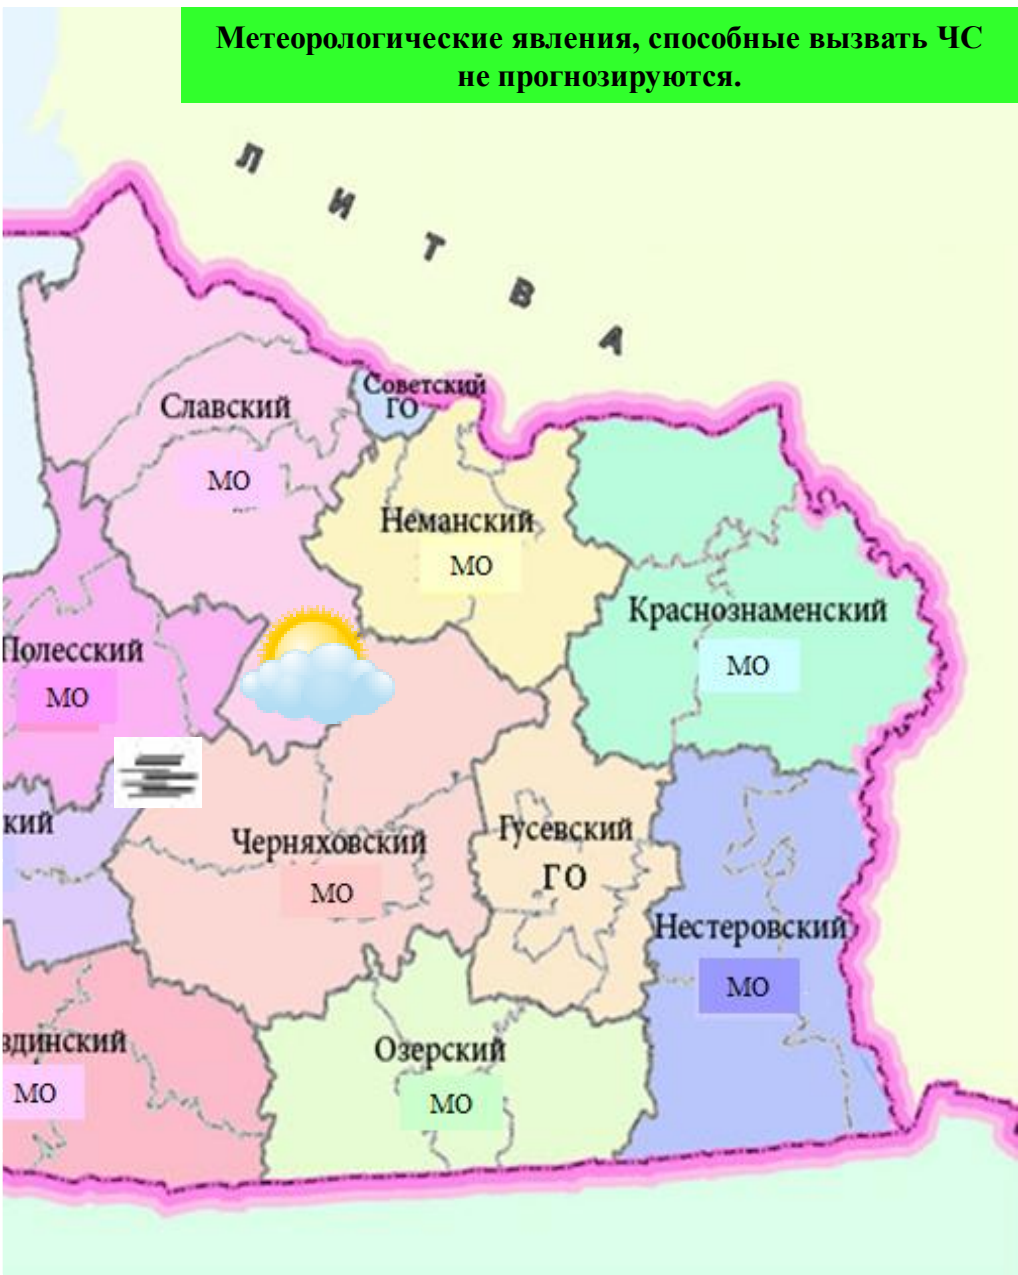 Метеорологические явления, способные вызвать ЧС
не прогнозируются.
ЛИТВА
Советский
ГО
Славский
МО
Неманский
МО
Краснознаменский
МО
Полесский
МО
кий
Черняховский
МО
Гусевский
ГО
Нестеровский
МО
здинский
МО
Озерский
МО